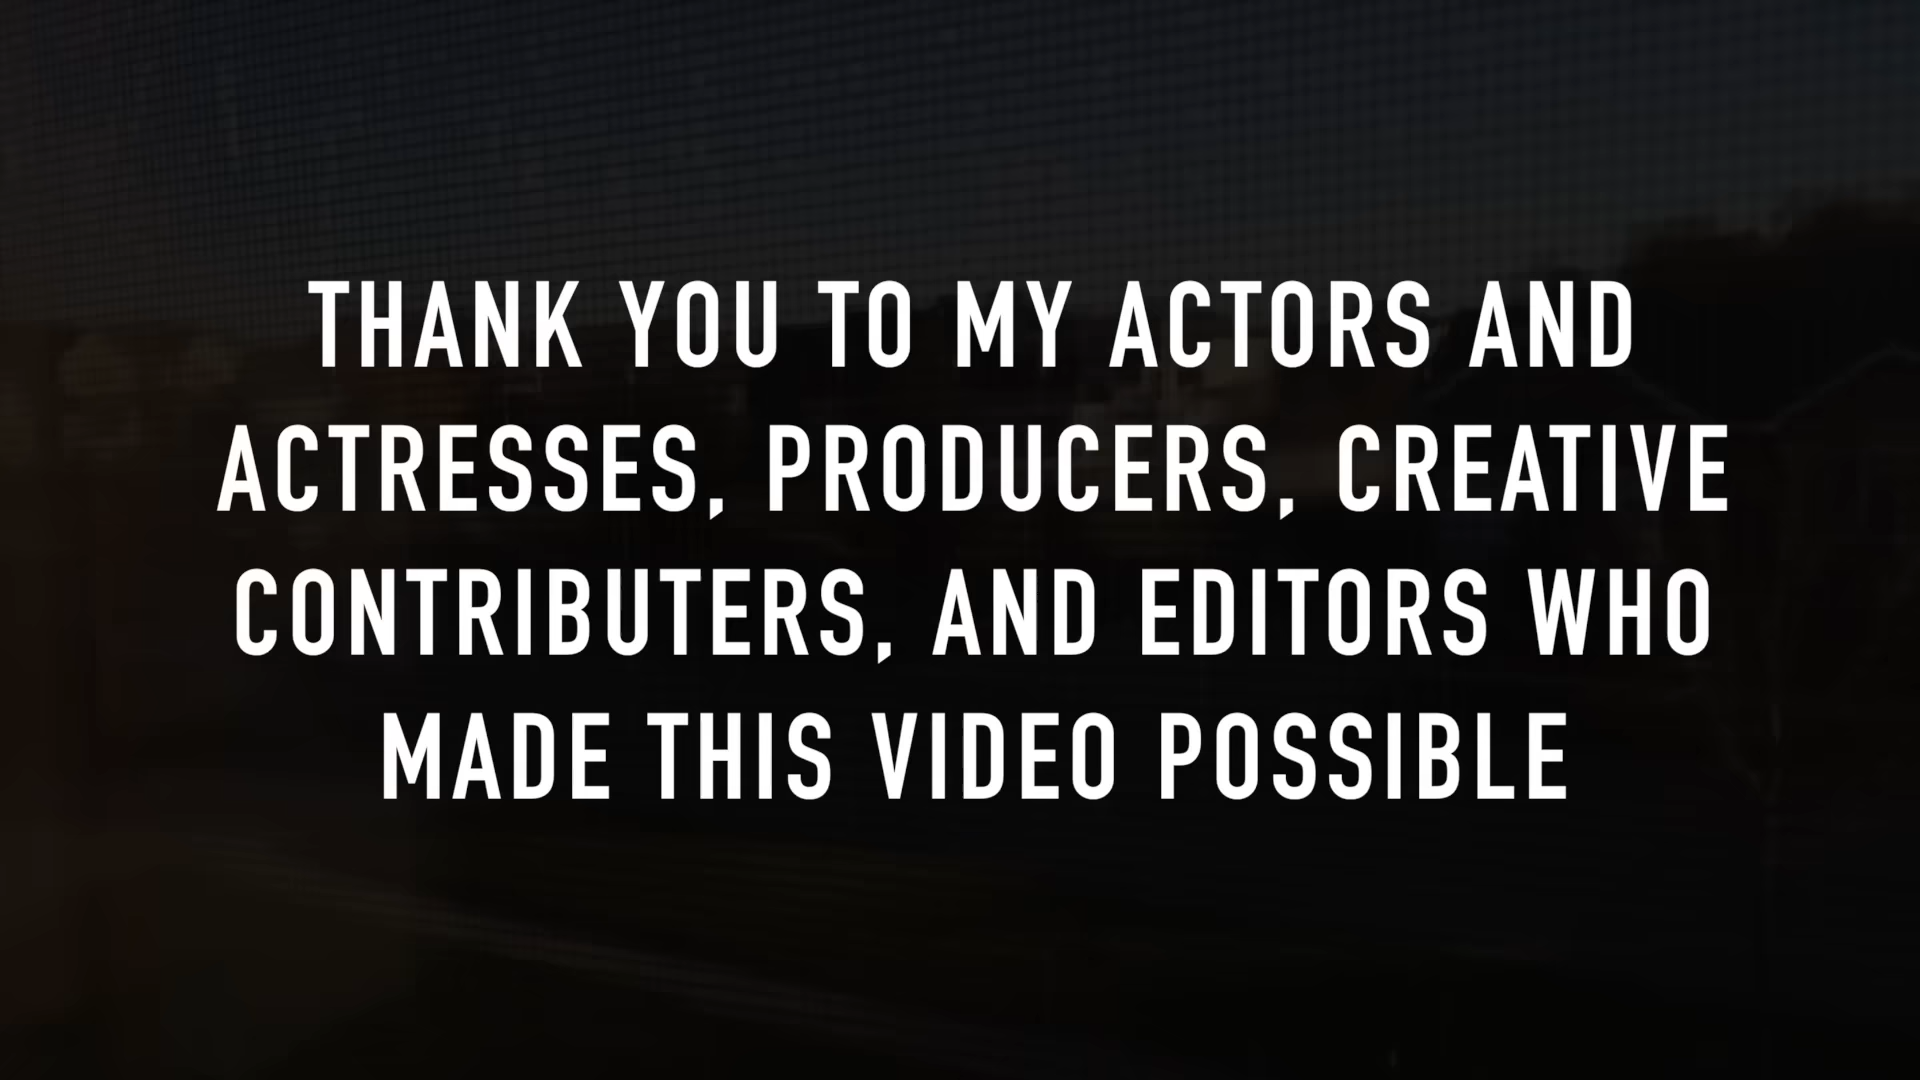 THANK YOU TO MY ACTORS AND
ACTRESSES, PRODUCERS, CREATIVE
CONTRIBUTERS, AND EDITORS WHO
MADE THIS VIDEO POSSIBLE